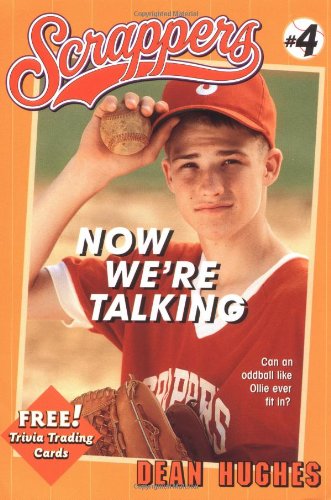 Scrappers
#4
NOW
WE'RE
TALKING
Can an
oddball like
Ollie ever
fit in?
SCRAPPERS
FREE!
Trivia Trading
Cards
DEAN HUGHES